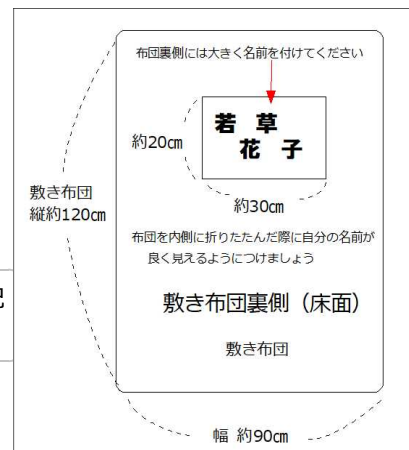 布団裏側には大きく名前を付けてください
若 草
花 子
約20㎝
約30㎝
敷き布団
縦約120㎝
布団を内側に折りたたんだ際に自分の名前が
良く見えるようにつけましょう
敷き布団裏側（床面）
敷き布団
幅 約90㎝